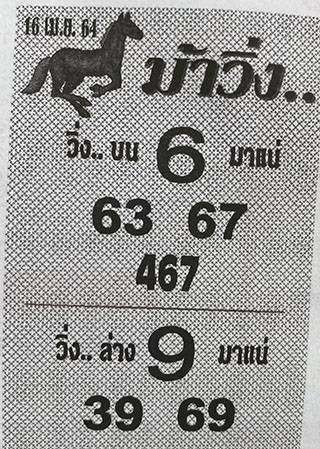 16 เม.ย. 64
ม้าวิ่ง..
วิ่ง.. บน 6 มาแน่
63 67
467
วิ่ง.. ล่าง 9 มาแน่
39 69